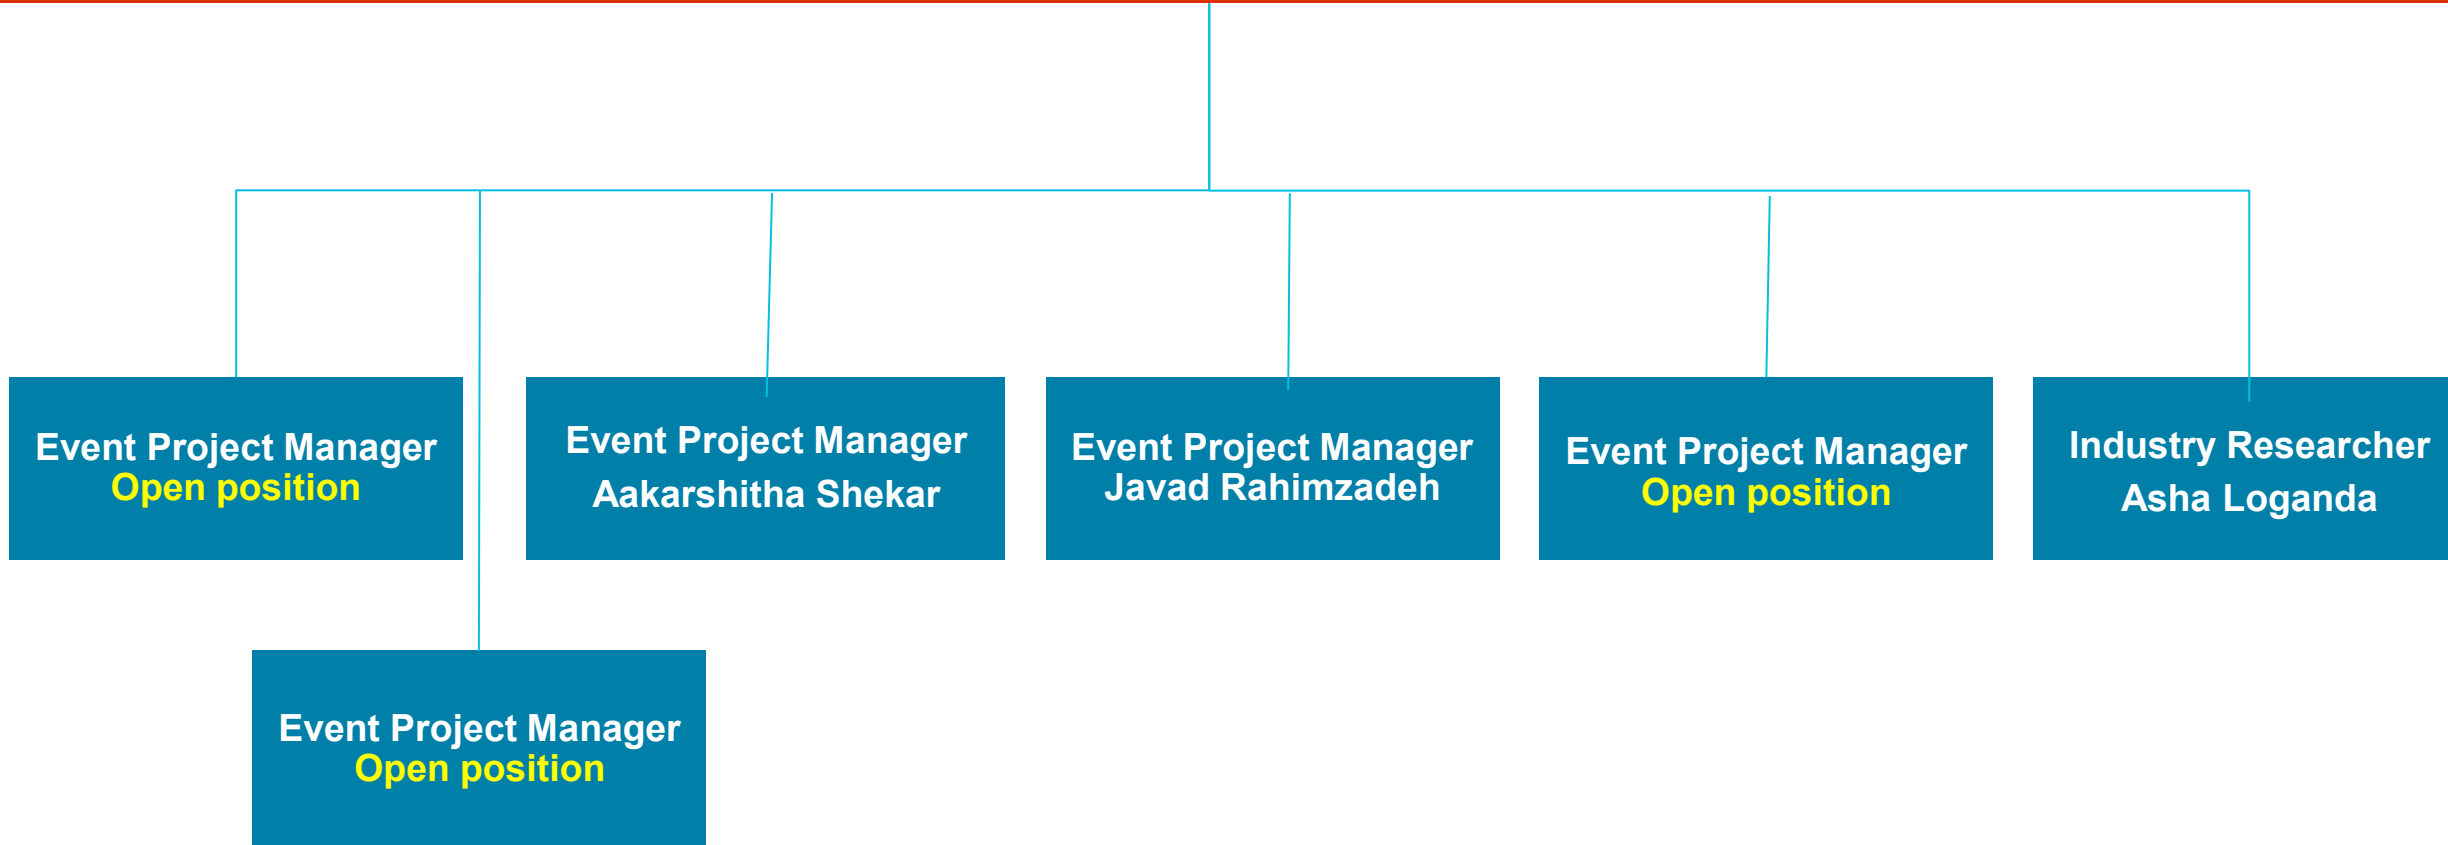 Event Project Manager
Open position
Event Project Manager
Aakarshitha Shekar
Event Project Manager
Javad Rahimzadeh
Event Project Manager
Open position
Industry Researcher
Asha Loganda
Event Project Manager
Open position